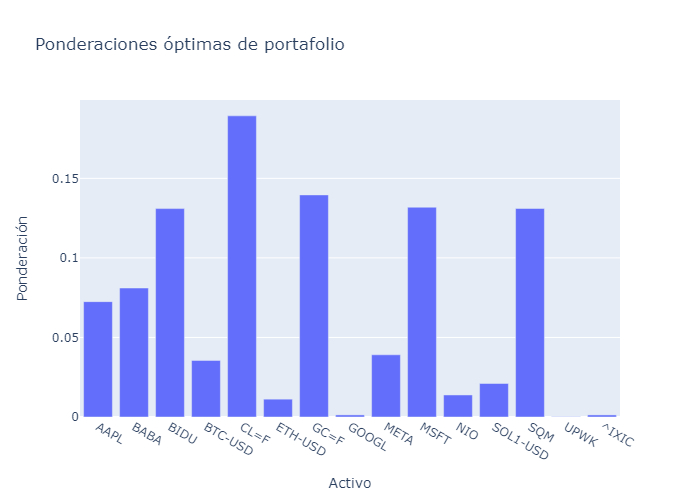 Ponderaciones óptimas de portafolio
Ponderación
0.15
0.1
0.05
0
AAPL
BABA
BIDU
BTC-USD
CL=F
ETH-USD
GC=F
GOOGL
META
MSFT
NIO
SOL1-USD
SQM
UPWK
^IXIC
Activo